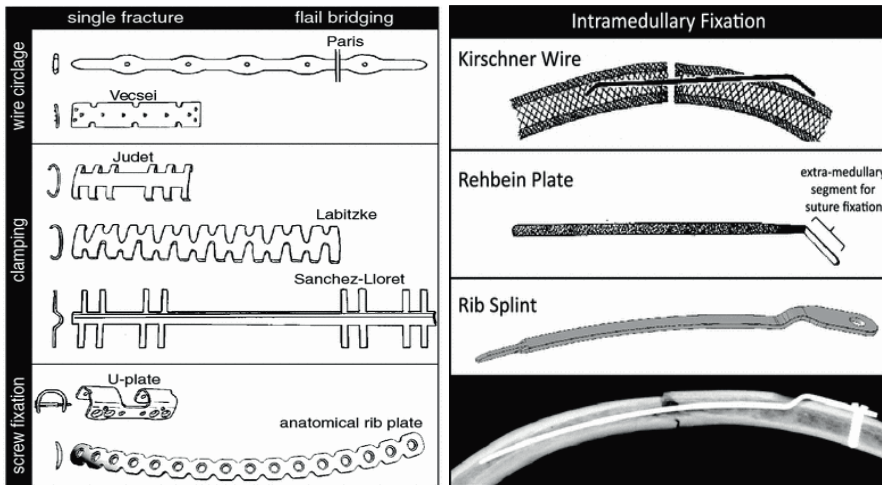 single fracture
flail bridging
wire circlage
Paris
Vecsei
clamping
Judet
Labitzke
Sanchez-Lloret
screw fixation
U-plate
anatomical rib plate
Intramedullary Fixation
Kirschner Wire
Rehbein Plate
extra-medullary
segment for
suture fixation
Rib Splint